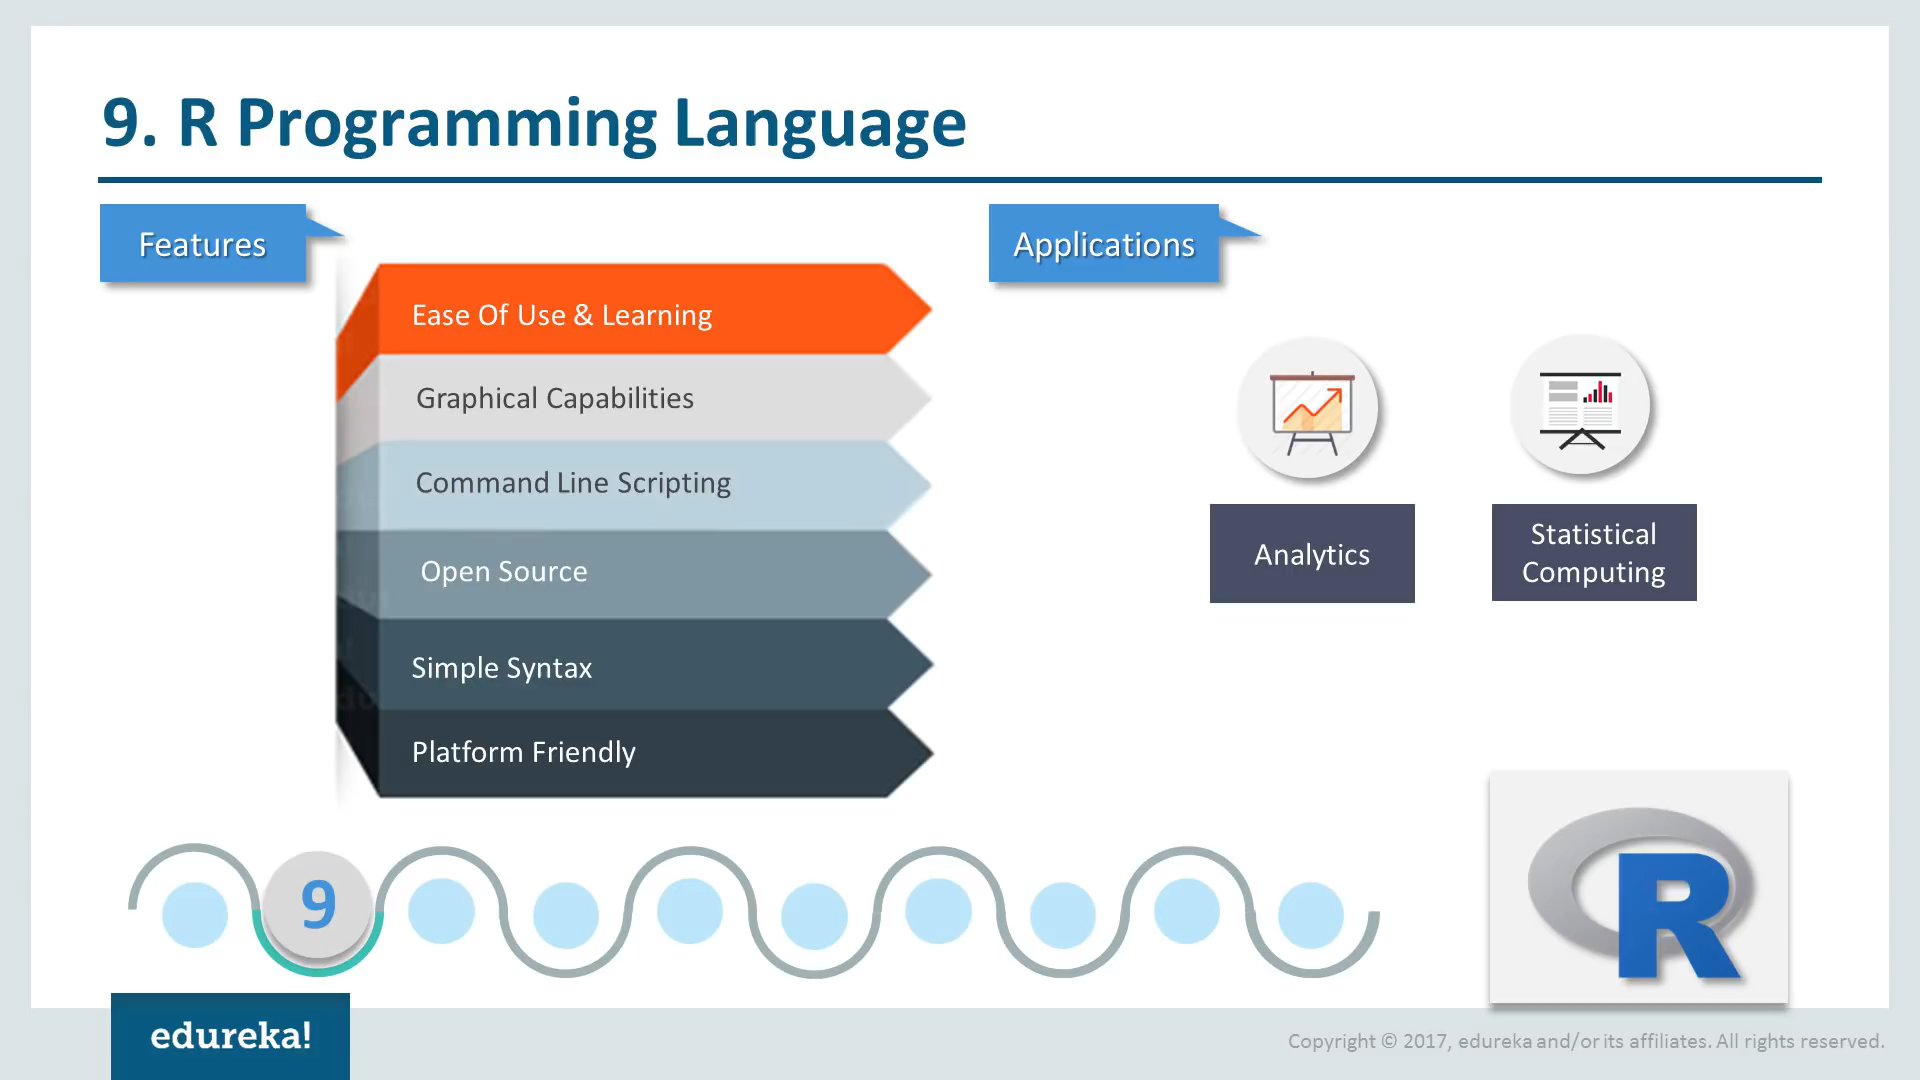 9. R Programming Language
Features
Ease Of Use & Learning
Graphical Capabilities
Command Line Scripting
Open Source
Simple Syntax
Platform Friendly
Applications
Analytics
Statistical
Computing
9
R
edureka!
Copyright © 2017, edureka and/or its affiliates. All rights reserved.